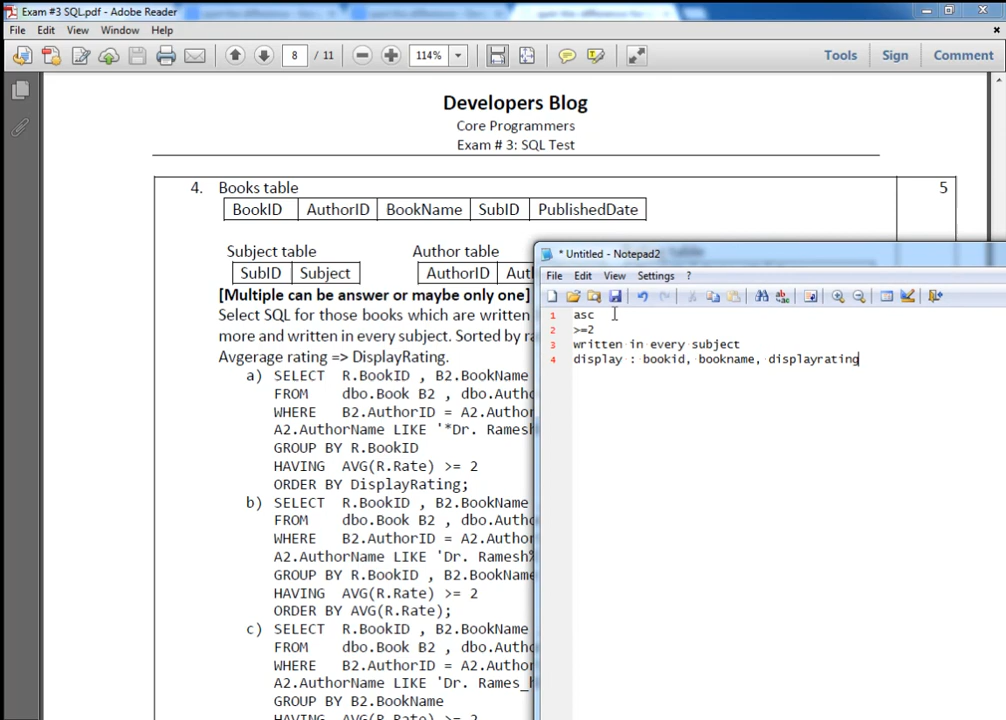 Exam #3 SQL.pdf - Adobe Reader
File Edit View Window Help
8 / 11 114% Tools Sign Comment
Developers Blog
Core Programmers
Exam # 3: SQL Test
4. Books table 5
BookID AuthorID BookName SubID PublishedDate
Subject table Author table
SubID Subject AuthorID Aut
[Multiple can be answer or maybe only one]
Select SQL for those books which are written
more and written in every subject. Sorted by ra
Avgerage rating => DisplayRating.
a) SELECT R.BookID , B2.BookName
FROM dbo.Book B2 , dbo.Autho
WHERE B2.AuthorID = A2.Autho
A2.AuthorName LIKE '*Dr. Ramesh
GROUP BY R.BookID
HAVING AVG(R.Rate) >= 2
ORDER BY DisplayRating;
b) SELECT R.BookID , B2.BookName
FROM dbo.Book B2 , dbo.Autho
WHERE B2.AuthorID = A2.Autho
A2.AuthorName LIKE 'Dr. Ramesh%
GROUP BY R.BookID , B2.BookName
HAVING AVG(R.Rate) >= 2
ORDER BY AVG(R.Rate);
c) SELECT R.BookID , B2.BookName
FROM dbo.Book B2 , dbo.Autho
WHERE B2.AuthorID = A2.Autho
A2.AuthorName LIKE 'Dr. Rames_h
GROUP BY B2.BookName
HAVING AVG(R.Rate) >= 2
* Untitled - Notepad2
File Edit View Settings ?
1 asc
2 >=2
3 written in every subject
4 display : bookid, bookname, displayrating